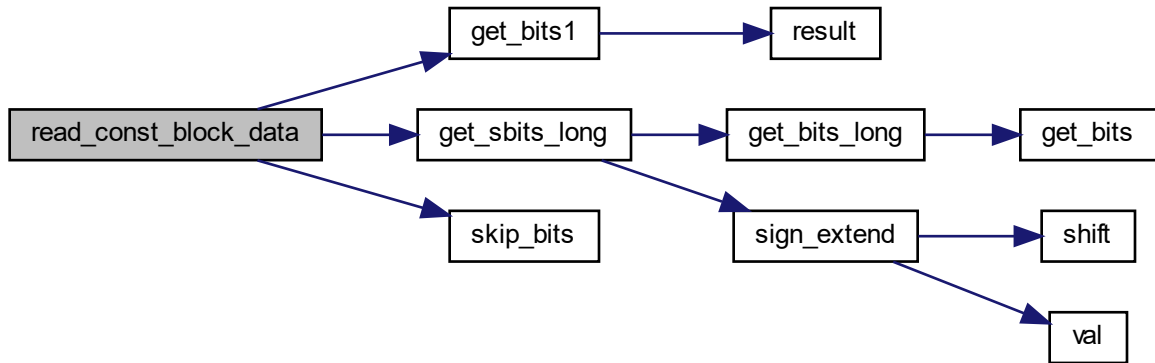 get_bits1
result
read_const_block_data
get_sbits_long
get_bits_long
get_bits
skip_bits
sign_extend
shift
val